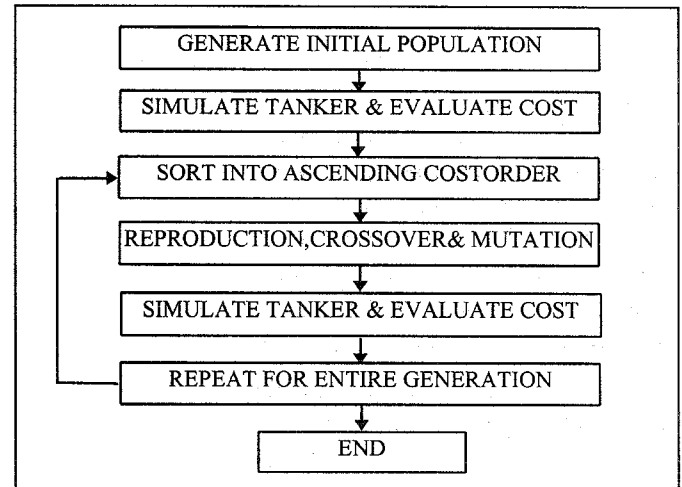 GENERATE INITIAL POPULATION
SIMULATE TANKER & EVALUATE COST
SORT INTO ASCENDING COSTORDER
REPRODUCTION,CROSSOVER& MUTATION
SIMULATE TANKER & EVALUATE COST
REPEAT FOR ENTIRE GENERATION
END